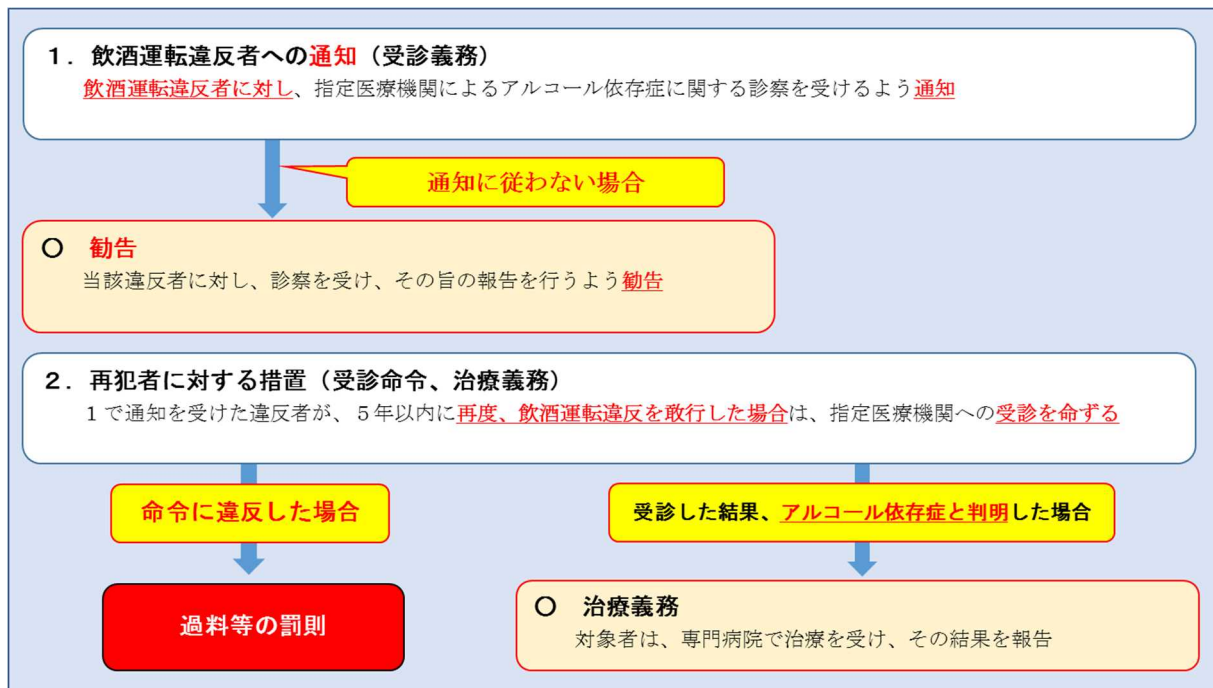 １．飲酒運転違反者への通知（受診義務）
飲酒運転違反者に対し、指定医療機関によるアルコール依存症に関する診察を受けるよう通知
通知に従わない場合
〇　勧告
当該違反者に対し、診察を受け、その旨の報告を行うよう勧告
２．再犯者に対する措置（受診命令、治療義務）
１で通知を受けた違反者が、５年以内に再度、飲酒運転違反を敢行した場合は、指定医療機関への受診を命ずる
命令に違反した場合
受診した結果、アルコール依存症と判明した場合
過料等の罰則
〇　治療義務
対象者は、専門病院で治療を受け、その結果を報告